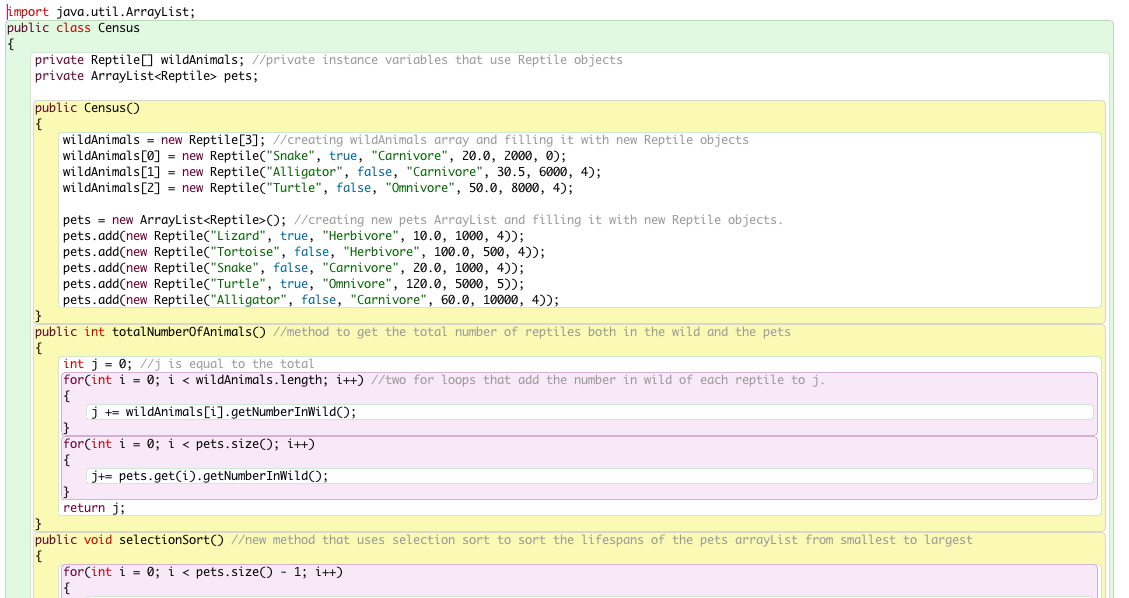 import java.util.ArrayList;
public class Census
{
private Reptile[] wildAnimals; //private instance variables that use Reptile objects
private ArrayList<Reptile> pets;
public Census()
{
wildAnimals = new Reptile[3]; //creating wildAnimals array and filling it with new Reptile objects
wildAnimals[0] = new Reptile("Snake", true, "Carnivore", 20.0, 2000, 0);
wildAnimals[1] = new Reptile("Alligator", false, "Carnivore", 30.5, 6000, 4);
wildAnimals[2] = new Reptile("Turtle", false, "Omnivore", 50.0, 8000, 4);
pets = new ArrayList<Reptile>(); //creating new pets ArrayList and filling it with new Reptile objects.
pets.add(new Reptile("Lizard", true, "Herbivore", 10.0, 1000, 4));
pets.add(new Reptile("Tortoise", false, "Herbivore", 100.0, 500, 4));
pets.add(new Reptile("Snake", false, "Carnivore", 20.0, 1000, 4));
pets.add(new Reptile("Turtle", true, "Omnivore", 120.0, 5000, 5));
pets.add(new Reptile("Alligator", false, "Carnivore", 60.0, 10000, 4));
}
public int totalNumberOfAnimals() //method to get the total number of reptiles both in the wild and the pets
{
int j = 0; //j is equal to the total
for(int i = 0; i < wildAnimals.length; i++) //two for loops that add the number in wild of each reptile to j.
{
j += wildAnimals[i].getNumberInWild();
}
for(int i = 0; i < pets.size(); i++)
{
j+= pets.get(i).getNumberInWild();
}
return j;
}
public void selectionSort() //new method that uses selection sort to sort the lifespans of the pets arrayList from smallest to largest
{
for(int i = 0; i < pets.size() - 1; i++)
{